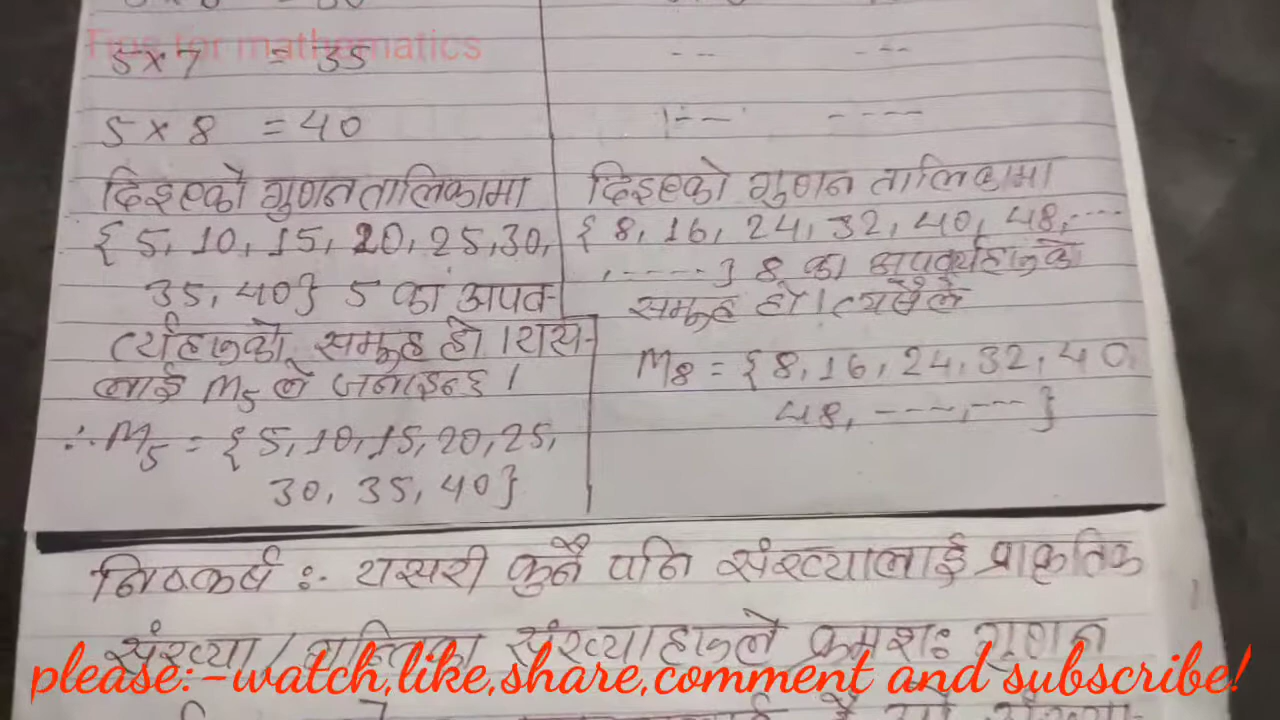 Tips for mathematics
5 × 7 = 35
5 × 8 = 40
दिइएको गुणन तालिकामा
{ 5, 10, 15, 20, 25, 30,
35, 40} 5 का अपव-
र्त्यहरूको समूह हो । यस-
लाई M5 ले जनाइन्छ ।
∴ M5 = { 5, 10, 15, 20, 25,
30, 35, 40}
दिइएको गुणन तालिकामा
{ 8, 16, 24, 32, 40, 48, ----
, ----- } 8 का अपवर्त्यहरूको
समूह हो । त्यसैले
M8 = { 8, 16, 24, 32, 40,
48, ----, --- }
निष्कर्ष :- यसरी कुनै पनि संख्यालाई प्राकृतिक
संख्या / संख्याहरूले क्रमशः गुणन
please:-watch,like,share,comment and subscribe!